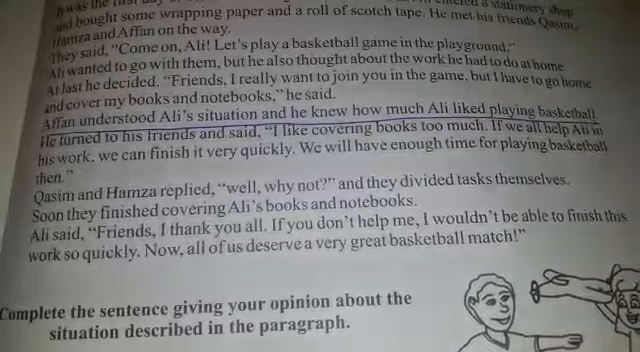 It was the first day of
entered a stationery shop
and bought some wrapping paper and a roll of scotch tape. He met his friends Qasim,
Hamza and Affan on the way.
They said, “Come on, Ali! Let's play a basketball game in the playground.”
Ali wanted to go with them, but he also thought about the work he had to do at home
At last he decided. “Friends, I really want to join you in the game, but I have to go home
and cover my books and notebooks,” he said.
Affan understood Ali's situation and he knew how much Ali liked playing basketball
He turned to his friends and said, “I like covering books too much. If we all help Ali in
his work, we can finish it very quickly. We will have enough time for playing basketball
then.”
Qasim and Hamza replied, “well, why not?” and they divided tasks themselves.
Soon they finished covering Ali's books and notebooks.
Ali said, “Friends, I thank you all. If you don't help me, I wouldn't be able to finish this
work so quickly. Now, all of us deserve a very great basketball match!”
Complete the sentence giving your opinion about the
situation described in the paragraph.